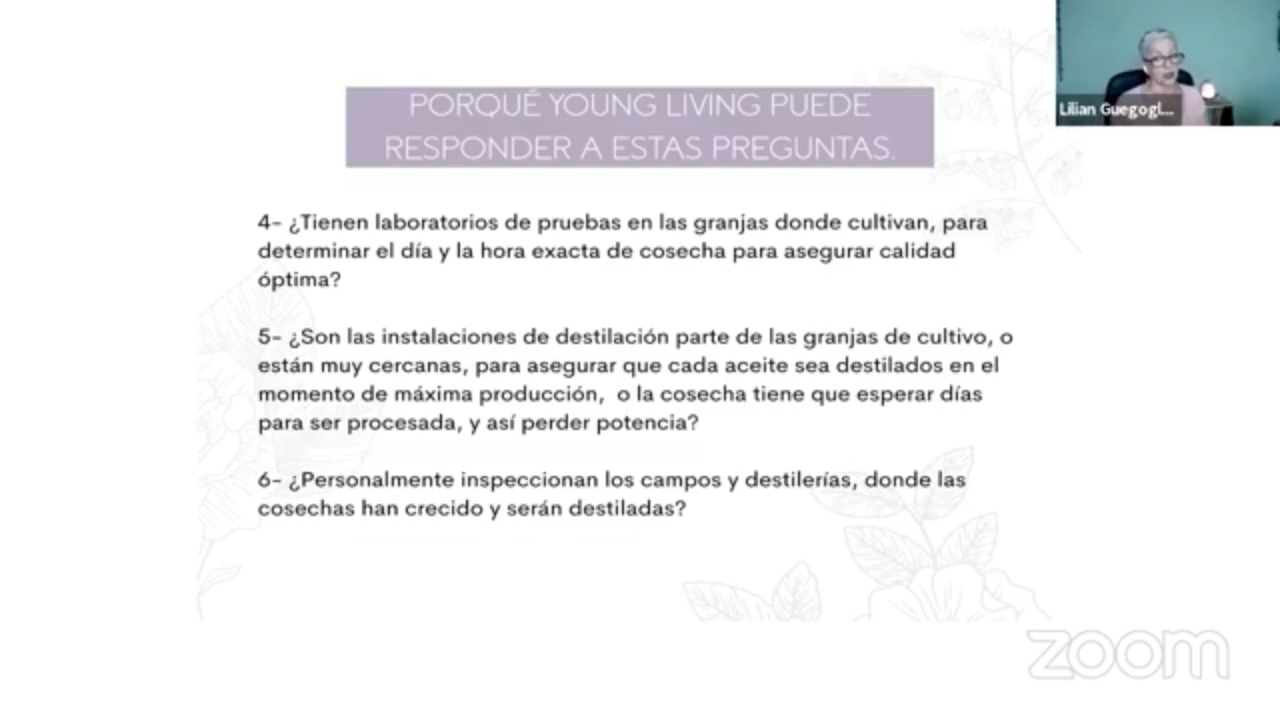 PORQUÉ YOUNG LIVING PUEDE
RESPONDER A ESTAS PREGUNTAS.
Lilian Guegogl...
4- ¿Tienen laboratorios de pruebas en las granjas donde cultivan, para
determinar el día y la hora exacta de cosecha para asegurar calidad
óptima?
5- ¿Son las instalaciones de destilación parte de las granjas de cultivo, o
están muy cercanas, para asegurar que cada aceite sea destilados en el
momento de máxima producción, o la cosecha tiene que esperar días
para ser procesada, y así perder potencia?
6- ¿Personalmente inspeccionan los campos y destilerías, donde las
cosechas han crecido y serán destiladas?
zoom